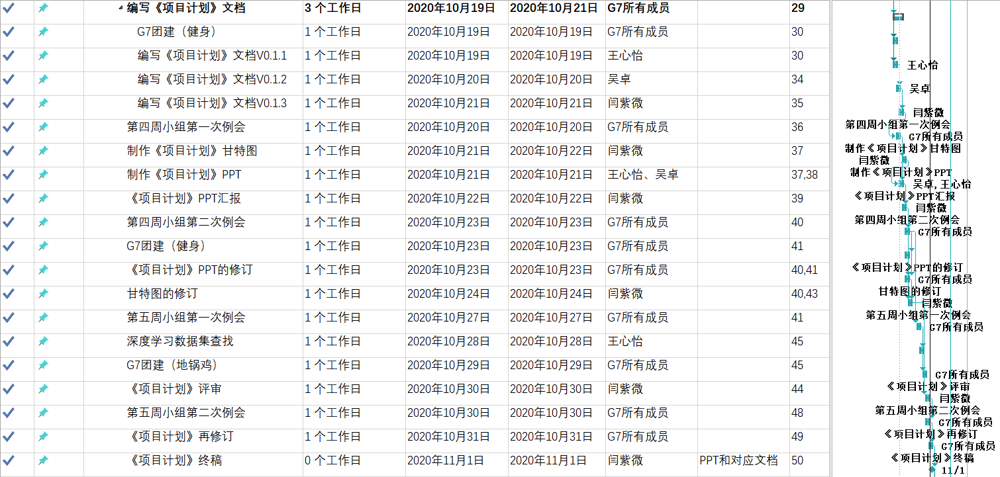 编写《项目计划》文档 3 个工作日 2020年10月19日 2020年10月21日 G7所有成员 29
G7团建（健身） 1 个工作日 2020年10月19日 2020年10月19日 G7所有成员 30
编写《项目计划》文档V0.1.1 1 个工作日 2020年10月19日 2020年10月19日 王心怡 30 王心怡
编写《项目计划》文档V0.1.2 1 个工作日 2020年10月20日 2020年10月20日 吴卓 34 吴卓
编写《项目计划》文档V0.1.3 1 个工作日 2020年10月21日 2020年10月21日 闫紫微 35 闫紫微
第四周小组第一次例会 1 个工作日 2020年10月20日 2020年10月20日 G7所有成员 36 第四周小组第一次例会
G7所有成员
制作《项目计划》甘特图 1 个工作日 2020年10月21日 2020年10月22日 闫紫微 37 制作《项目计划》甘特图
闫紫微
制作《项目计划》PPT 1 个工作日 2020年10月21日 2020年10月21日 王心怡、吴卓 37,38 制作《项目计划》PPT
吴卓,王心怡
《项目计划》PPT汇报 1 个工作日 2020年10月22日 2020年10月22日 闫紫微 39 《项目计划》PPT汇报
闫紫微
第四周小组第二次例会 1 个工作日 2020年10月23日 2020年10月23日 G7所有成员 40 第四周小组第二次例会
G7所有成员
G7团建（健身） 1 个工作日 2020年10月23日 2020年10月23日 G7所有成员 41
《项目计划》PPT的修订 1 个工作日 2020年10月23日 2020年10月23日 G7所有成员 40,41 《项目计划》PPT的修订
G7所有成员
甘特图的修订 1 个工作日 2020年10月24日 2020年10月24日 闫紫微 40,43 甘特图的修订
闫紫微
第五周小组第一次例会 1 个工作日 2020年10月27日 2020年10月27日 G7所有成员 41 第五周小组第一次例会
G7所有成员
深度学习数据集查找 1 个工作日 2020年10月28日 2020年10月28日 王心怡 45
G7团建（地锅鸡） 1 个工作日 2020年10月29日 2020年10月29日 G7所有成员 45 G7所有成员
《项目计划》评审 1 个工作日 2020年10月30日 2020年10月30日 闫紫微 44 《项目计划》评审
闫紫微
第五周小组第二次例会 1 个工作日 2020年10月30日 2020年10月30日 G7所有成员 48 第五周小组第二次例会
G7所有成员
《项目计划》再修订 1 个工作日 2020年10月31日 2020年10月31日 G7所有成员 49 《项目计划》再修订
G7所有成员
《项目计划》终稿 0 个工作日 2020年11月1日 2020年11月1日 闫紫微 PPT和对应文档 50 《项目计划》终稿
11/1